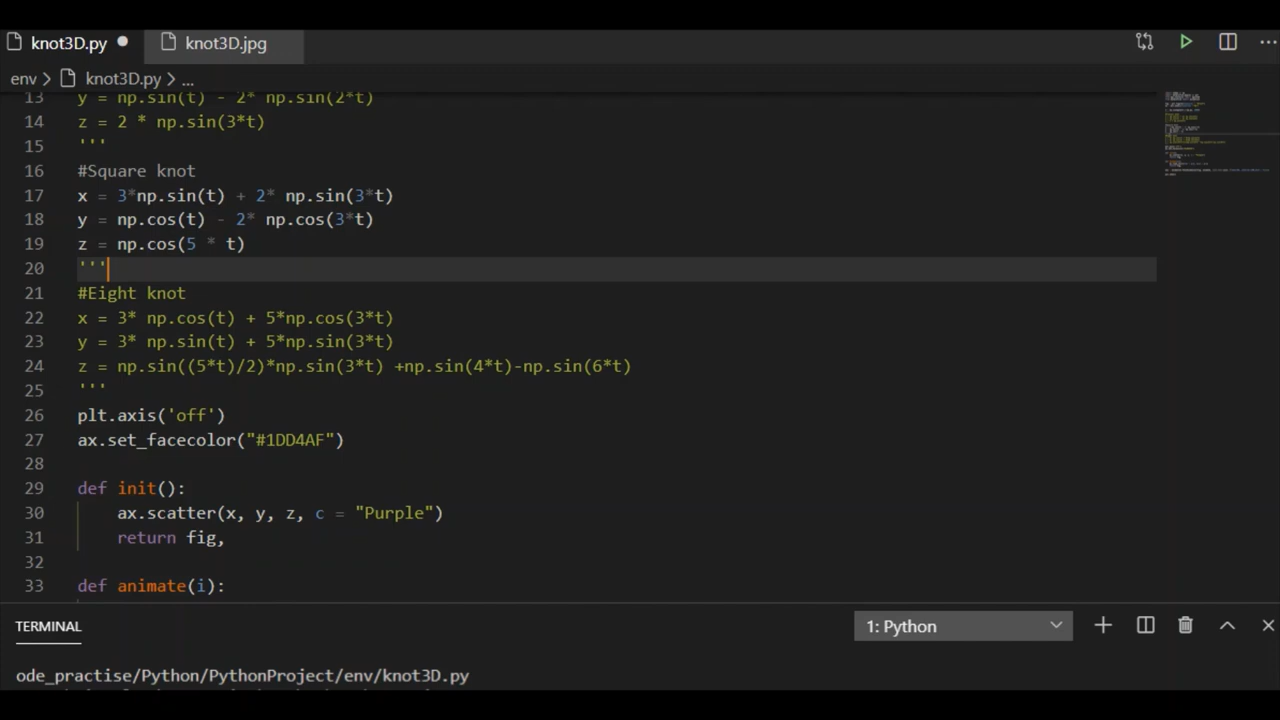 knot3D.py
knot3D.jpg
env > knot3D.py > ...
13 y = np.sin(t) - 2* np.sin(2*t)
14 z = 2 * np.sin(3*t)
15 '''
16 #Square knot
17 x = 3*np.sin(t) + 2* np.sin(3*t)
18 y = np.cos(t) - 2* np.cos(3*t)
19 z = np.cos(5 * t)
20 '''
21 #Eight knot
22 x = 3* np.cos(t) + 5*np.cos(3*t)
23 y = 3* np.sin(t) + 5*np.sin(3*t)
24 z = np.sin((5*t)/2)*np.sin(3*t) +np.sin(4*t)-np.sin(6*t)
25 '''
26 plt.axis('off')
27 ax.set_facecolor("#1DD4AF")
28
29 def init():
30 ax.scatter(x, y, z, c = "Purple")
31 return fig,
32
33 def animate(i):
TERMINAL
1: Python
ode_practise/Python/PythonProject/env/knot3D.py